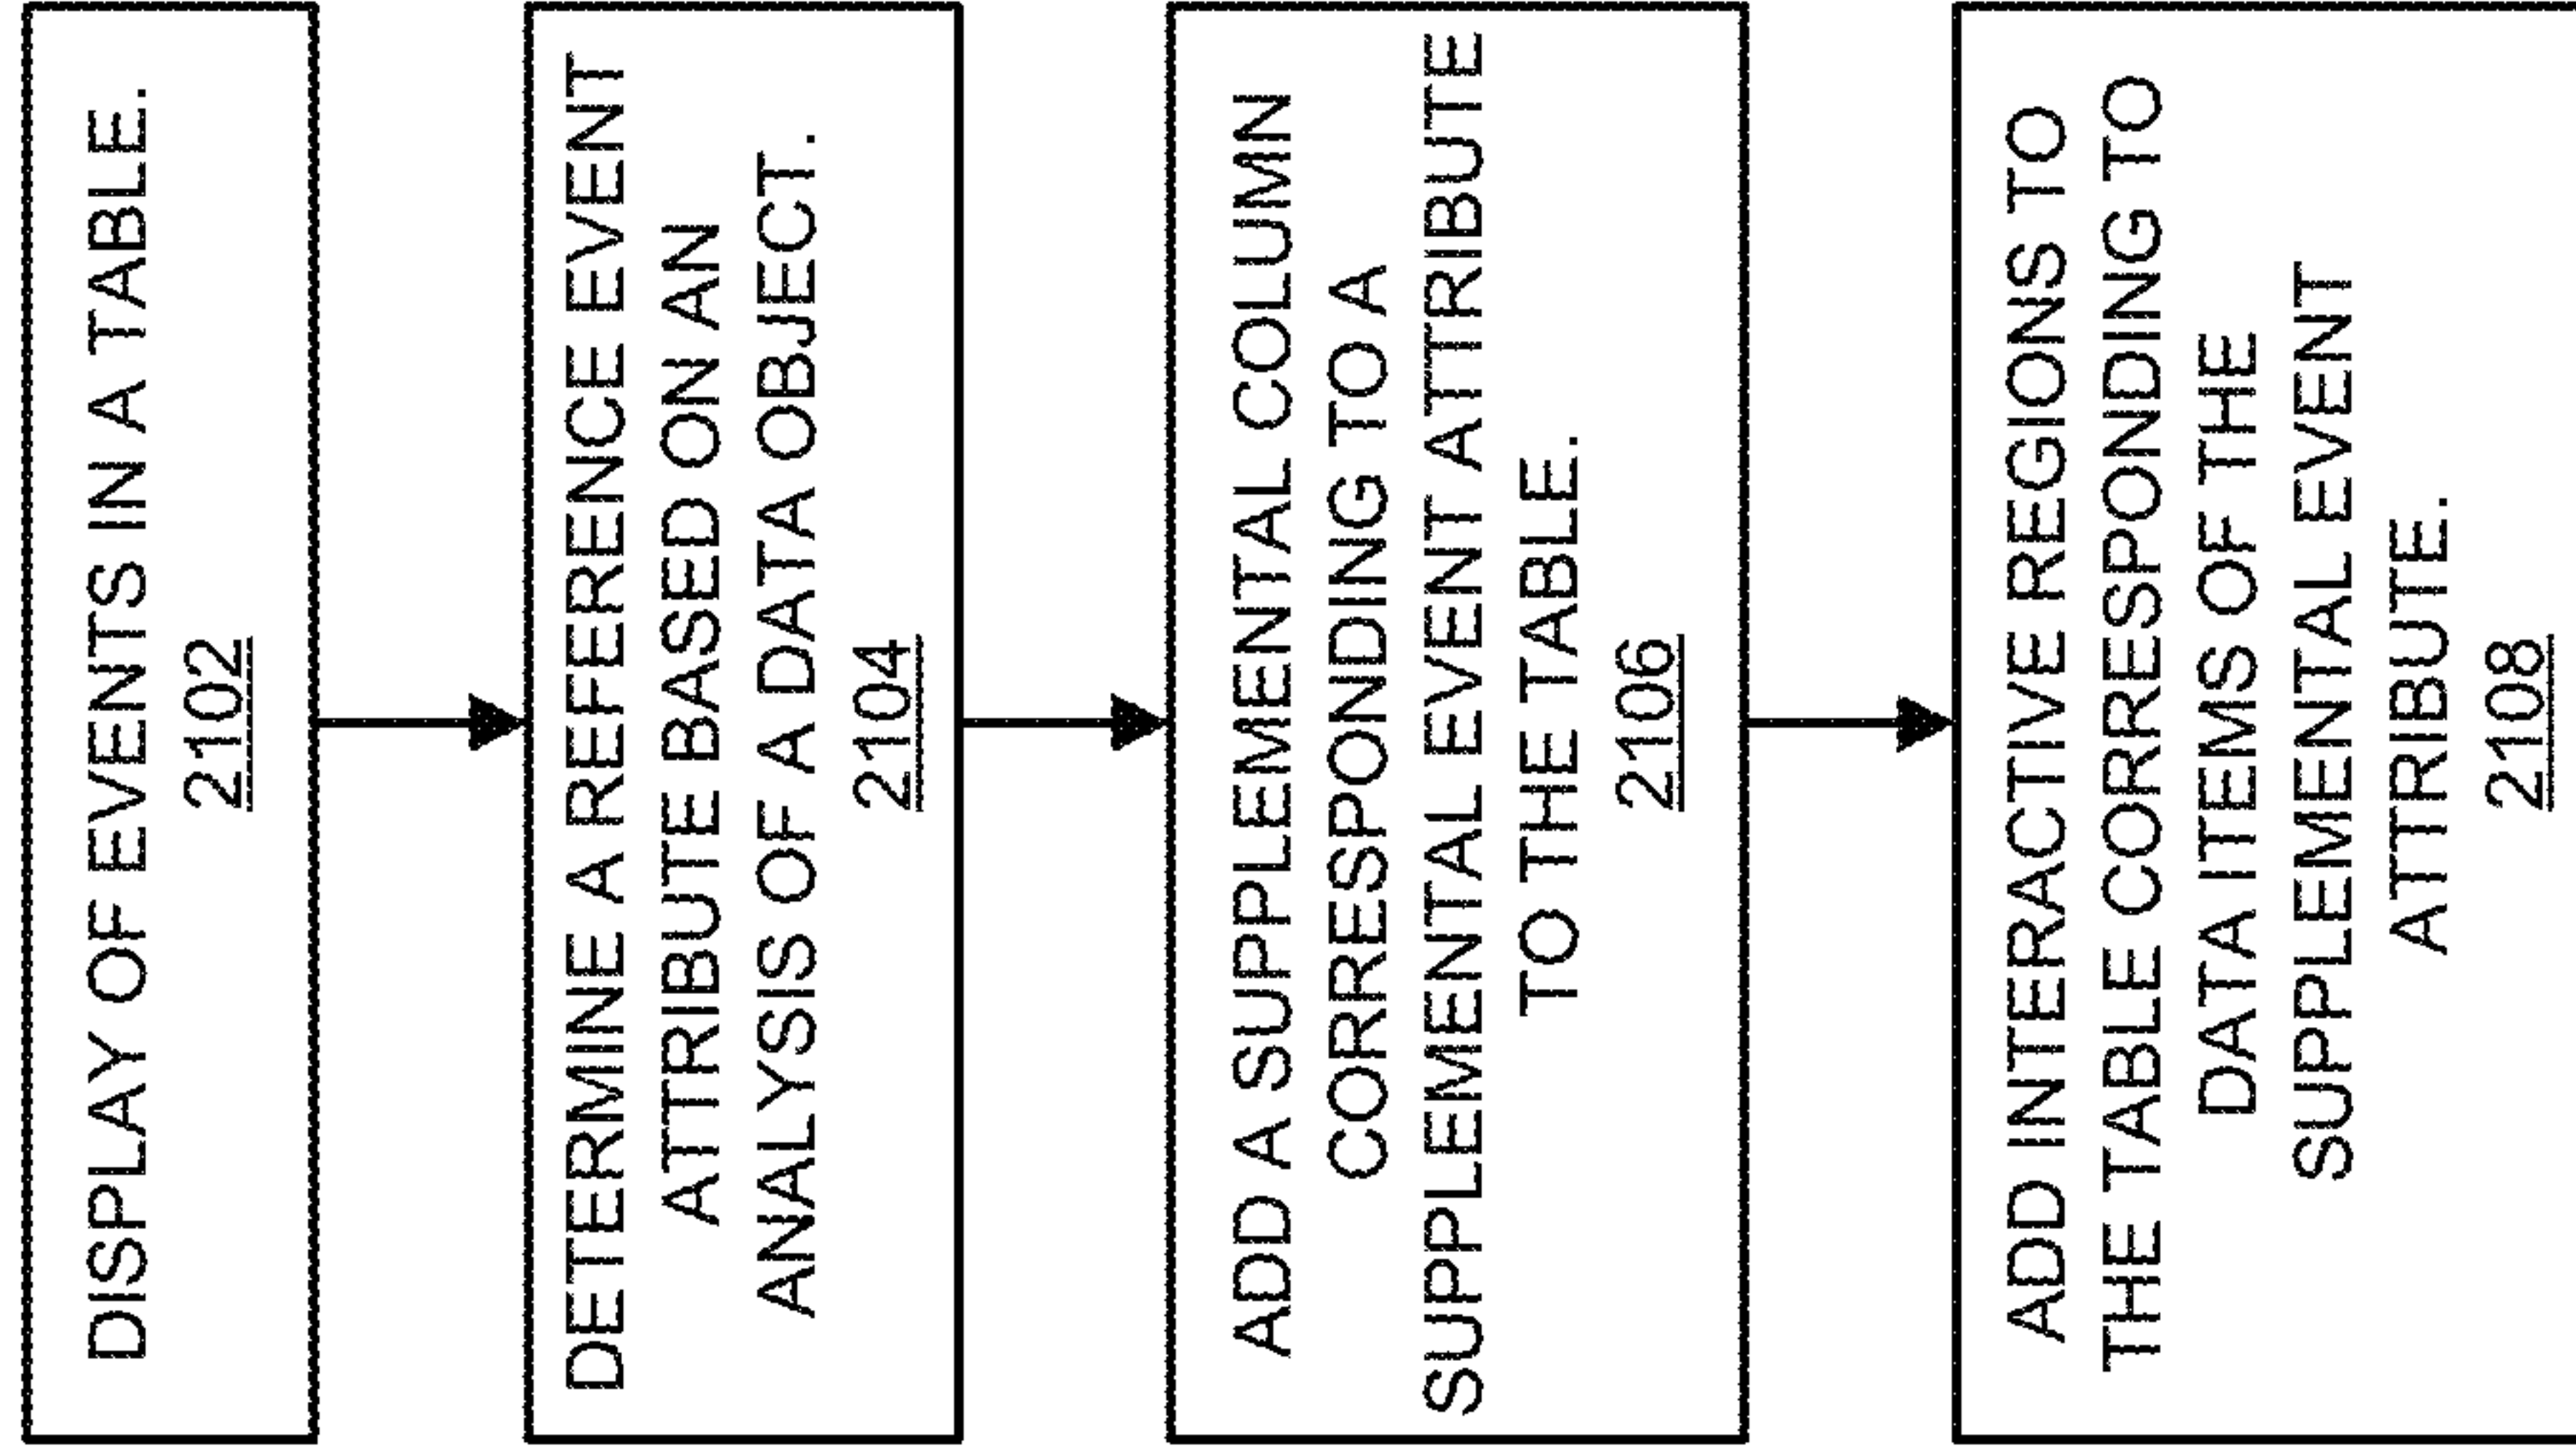 DISPLAY OF EVENTS IN A TABLE.
2102
DETERMINE A REFERENCE EVENT
ATTRIBUTE BASED ON AN
ANALYSIS OF A DATA OBJECT.
2104
ADD A SUPPLEMENTAL COLUMN
CORRESPONDING TO A
SUPPLEMENTAL EVENT ATTRIBUTE
TO THE TABLE.
2106
ADD INTERACTIVE REGIONS TO
THE TABLE CORRESPONDING TO
DATA ITEMS OF THE
SUPPLEMENTAL EVENT
ATTRIBUTE.
2108